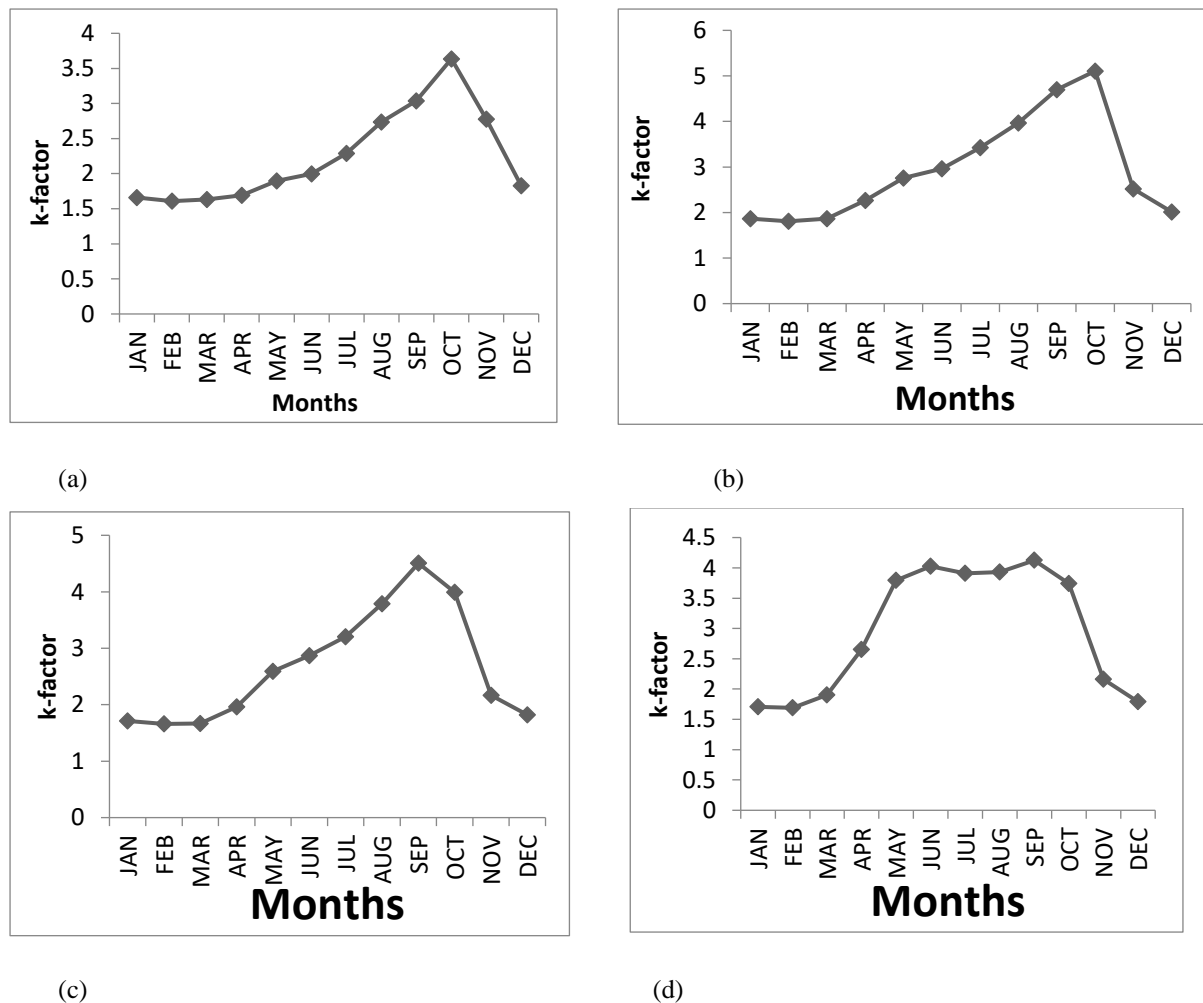 4
3.5
3
2.5
2
1.5
1
0.5
0
k-factor
JAN
FEB
MAR
APR
MAY
JUN
JUL
AUG
SEP
OCT
NOV
DEC
Months
(a)
6
5
4
3
2
1
0
k-factor
JAN
FEB
MAR
APR
MAY
JUN
JUL
AUG
SEP
OCT
NOV
DEC
Months
(b)
5
4
3
2
1
0
k-factor
JAN
FEB
MAR
APR
MAY
JUN
JUL
AUG
SEP
OCT
NOV
DEC
Months
(c)
4.5
4
3.5
3
2.5
2
1.5
1
0.5
0
k-factor
JAN
FEB
MAR
APR
MAY
JUN
JUL
AUG
SEP
OCT
NOV
DEC
Months
(d)